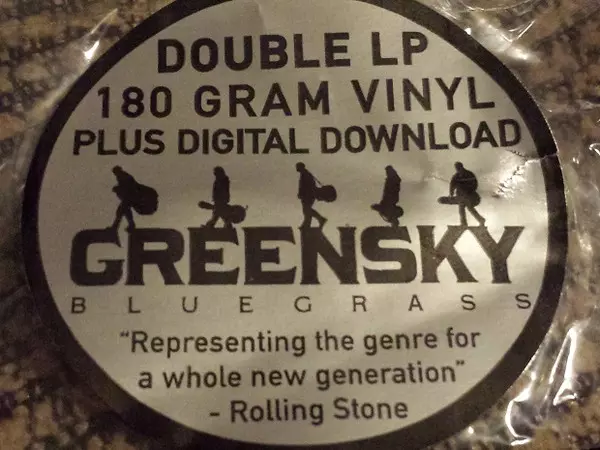 DOUBLE LP
180 GRAM VINYL
PLUS DIGITAL DOWNLOAD
GREENSKY
BLUEGRASS
"Representing the genre for
a whole new generation"
- Rolling Stone